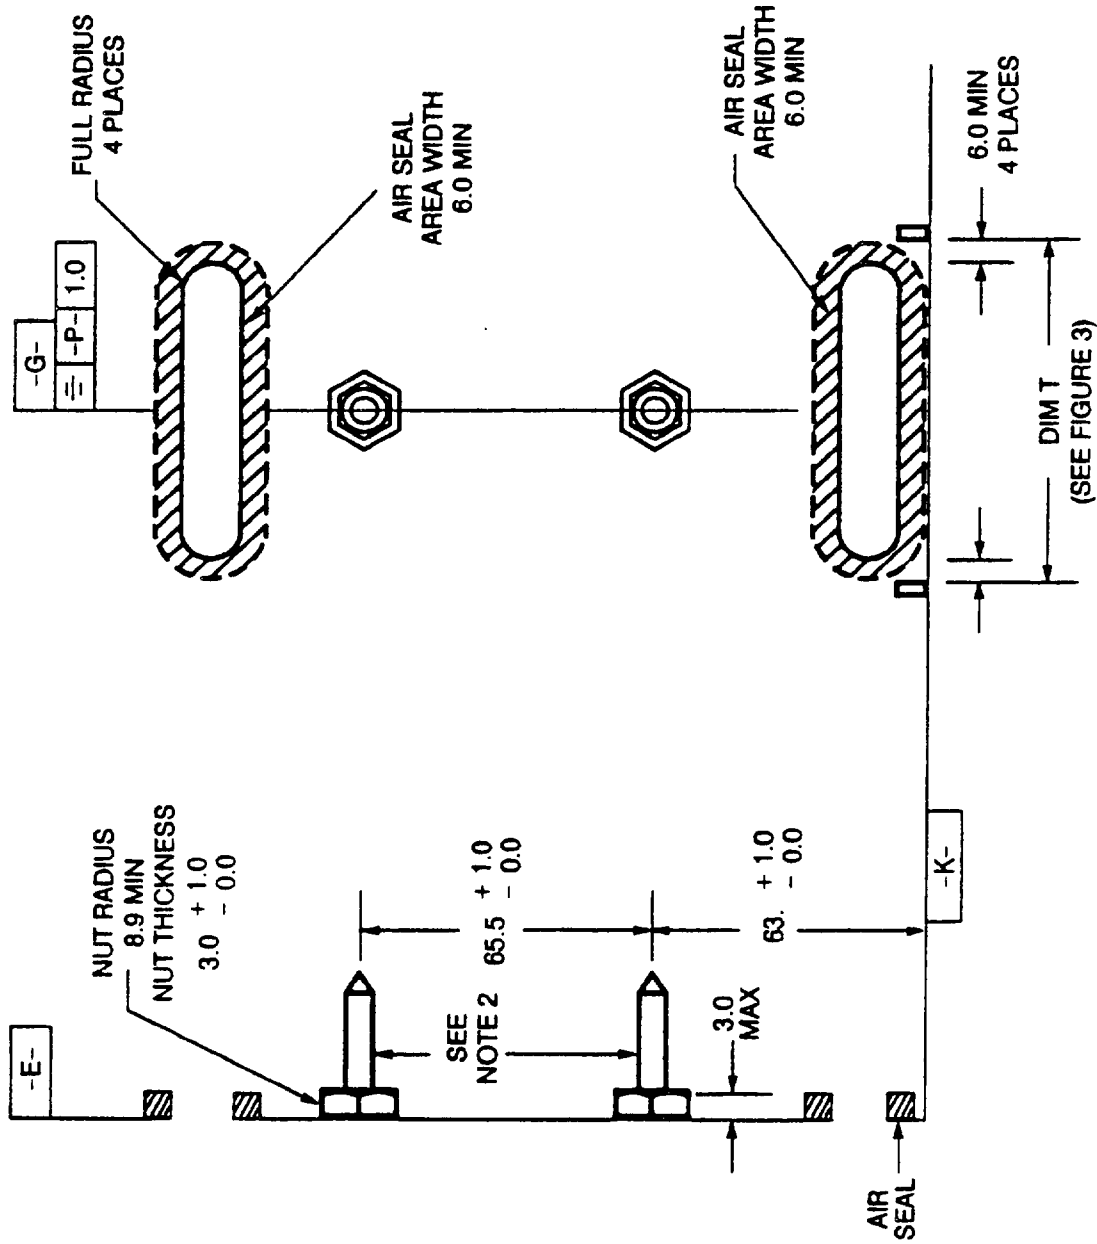 -E-
NUT RADIUS
8.9 MIN
NUT THICKNESS
3.0 + 1.0
- 0.0
-G-
⌯ -P- 1.0
FULL RADIUS
4 PLACES
AIR SEAL
AREA WIDTH
6.0 MIN
SEE
NOTE 2
65.5 + 1.0
- 0.0
3.0
MAX
63. + 1.0
- 0.0
AIR SEAL
AREA WIDTH
6.0 MIN
AIR
SEAL
-K-
DIM T
(SEE FIGURE 3)
6.0 MIN
4 PLACES